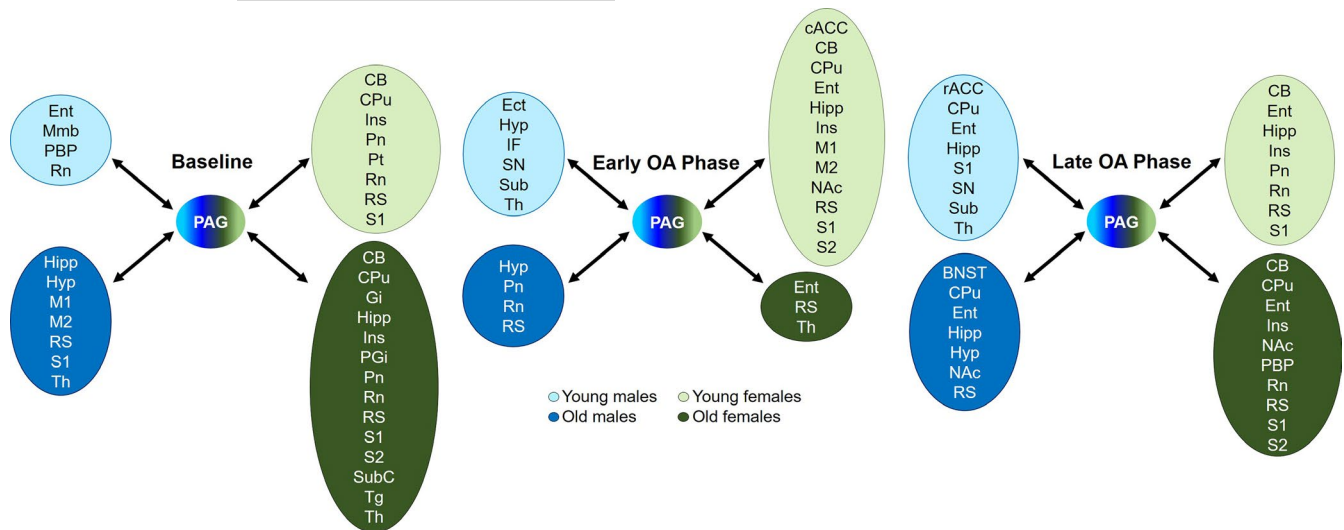 Baseline
Ent
Mmb
PBP
Rn
CB
CPu
Ins
Pn
Pt
Rn
RS
S1
PAG
Hipp
Hyp
M1
M2
RS
S1
Th
CB
CPu
Gi
Hipp
Ins
PGi
Pn
Rn
RS
S1
S2
SubC
Tg
Th
Early OA Phase
Ect
Hyp
IF
SN
Sub
Th
cACC
CB
CPu
Ent
Hipp
Ins
M1
M2
NAc
RS
S1
S2
PAG
Hyp
Pn
Rn
RS
Ent
RS
Th
Late OA Phase
rACC
CPu
Ent
Hipp
S1
SN
Sub
Th
CB
Ent
Hipp
Ins
Pn
Rn
RS
S1
PAG
BNST
CPu
Ent
Hipp
Hyp
NAc
RS
CB
CPu
Ent
Ins
NAc
PBP
Rn
RS
S1
S2
Young males
Young females
Old males
Old females